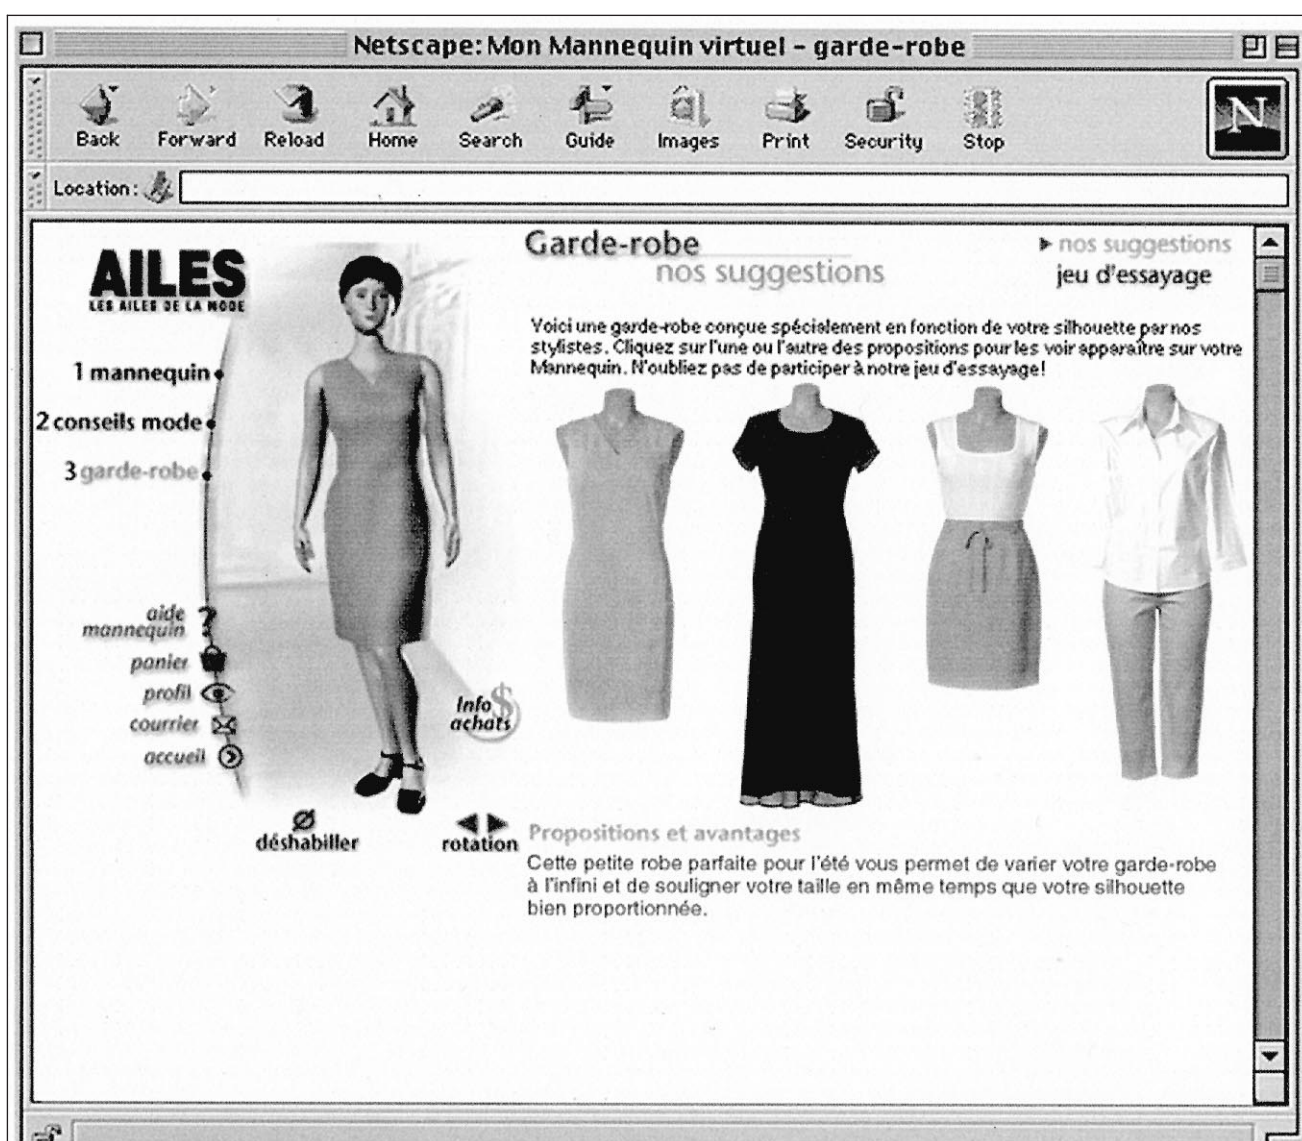 Netscape: Mon Mannequin virtuel - garde-robe
Back Forward Reload Home Search Guide Images Print Security Stop
N
Location:
AILES
LES AILES DE LA MODE
1 mannequin
2 conseils mode
3 garde-robe
aide
mannequin
panier
profil
courrier
accueil
Info $
achats
déshabiller
rotation
Garde-robe
nos suggestions
nos suggestions
jeu d'essayage
Voici une garde-robe conçue spécialement en fonction de votre silhouette par nos
stylistes. Cliquez sur l'une ou l'autre des propositions pour les voir apparaître sur votre
Mannequin. N'oubliez pas de participer à notre jeu d'essayage!
Propositions et avantages
Cette petite robe parfaite pour l'été vous permet de varier votre garde-robe
à l'infini et de souligner votre taille en même temps que votre silhouette
bien proportionnée.